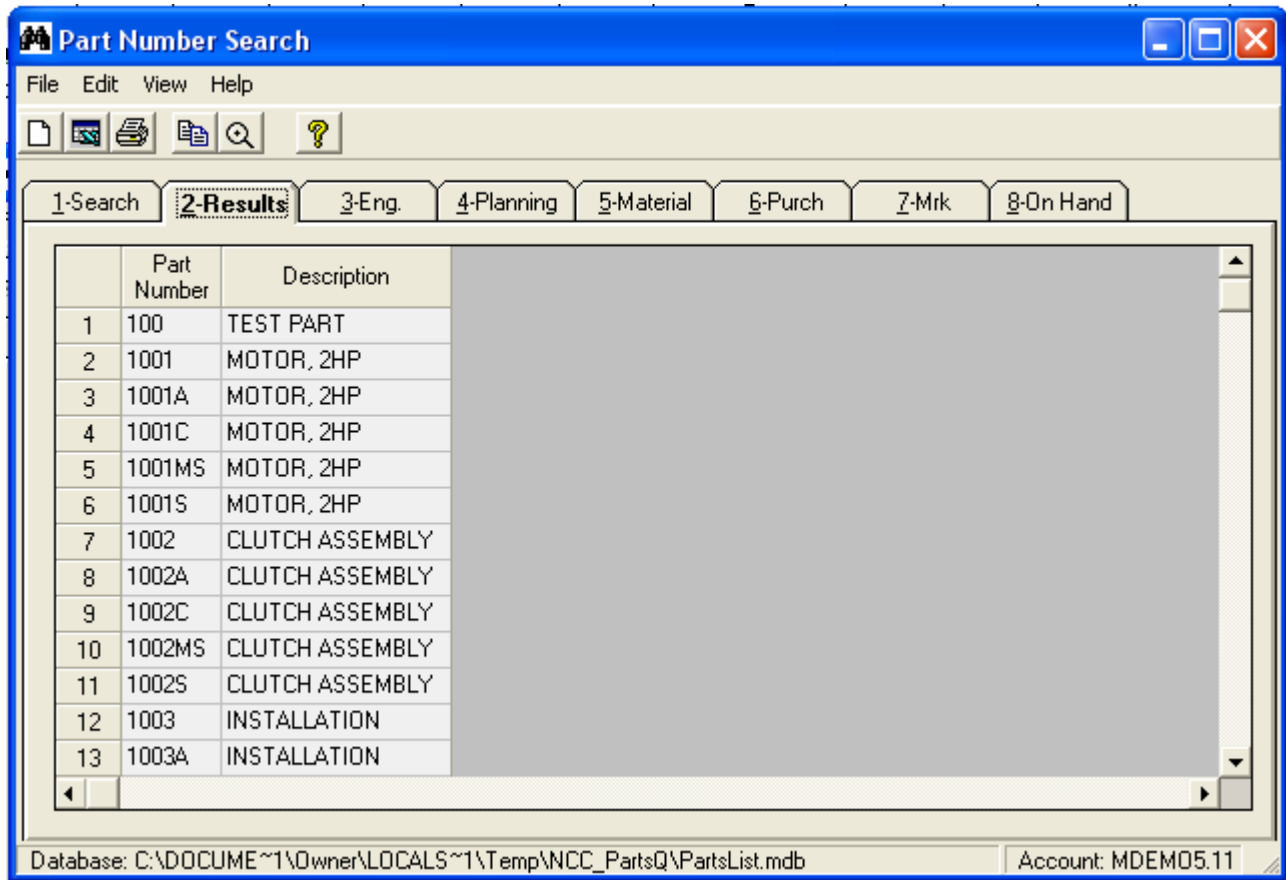 Part Number Search
File Edit View Help
1-Search 2-Results 3-Eng. 4-Planning 5-Material 6-Purch 7-Mrk 8-On Hand
Part Number Description
1 100 TEST PART
2 1001 MOTOR, 2HP
3 1001A MOTOR, 2HP
4 1001C MOTOR, 2HP
5 1001MS MOTOR, 2HP
6 1001S MOTOR, 2HP
7 1002 CLUTCH ASSEMBLY
8 1002A CLUTCH ASSEMBLY
9 1002C CLUTCH ASSEMBLY
10 1002MS CLUTCH ASSEMBLY
11 1002S CLUTCH ASSEMBLY
12 1003 INSTALLATION
13 1003A INSTALLATION
Database: C:\DOCUME~1\Owner\LOCALS~1\Temp\NCC_PartsQ\PartsList.mdb Account: MDEMO5.11